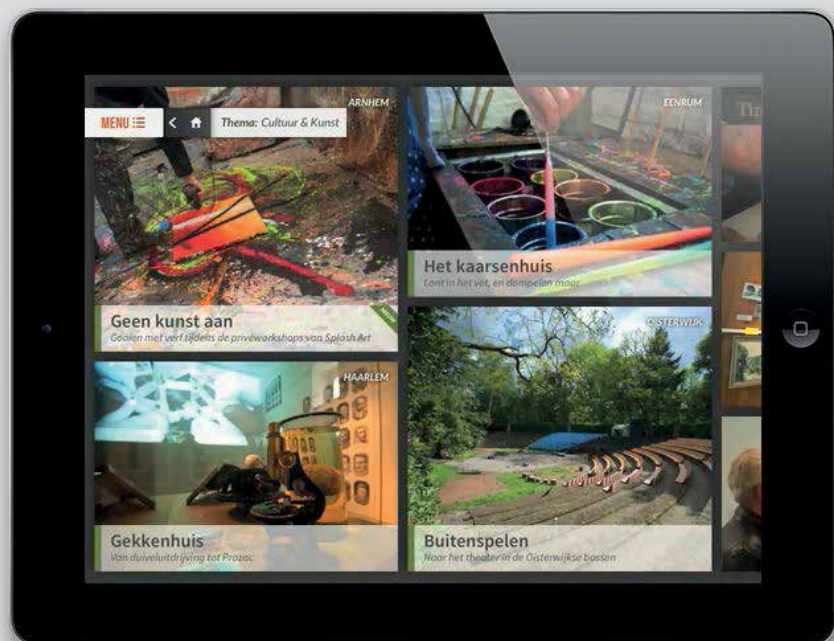 MENU
Thema: Cultuur & Kunst
ARNHEM
Geen kunst aan
Gooien met verf tijdens de privéworkshops van Splash Art
NIEUW
EENRUM
Het kaarsenhuis
Lont in het vet, en dompelen maar
HAARLEM
Gekkenhuis
Van duiveluitdrijving tot Prozac
OISTERWIJK
Buitenspelen
Naar het theater in de Oisterwijkse bossen